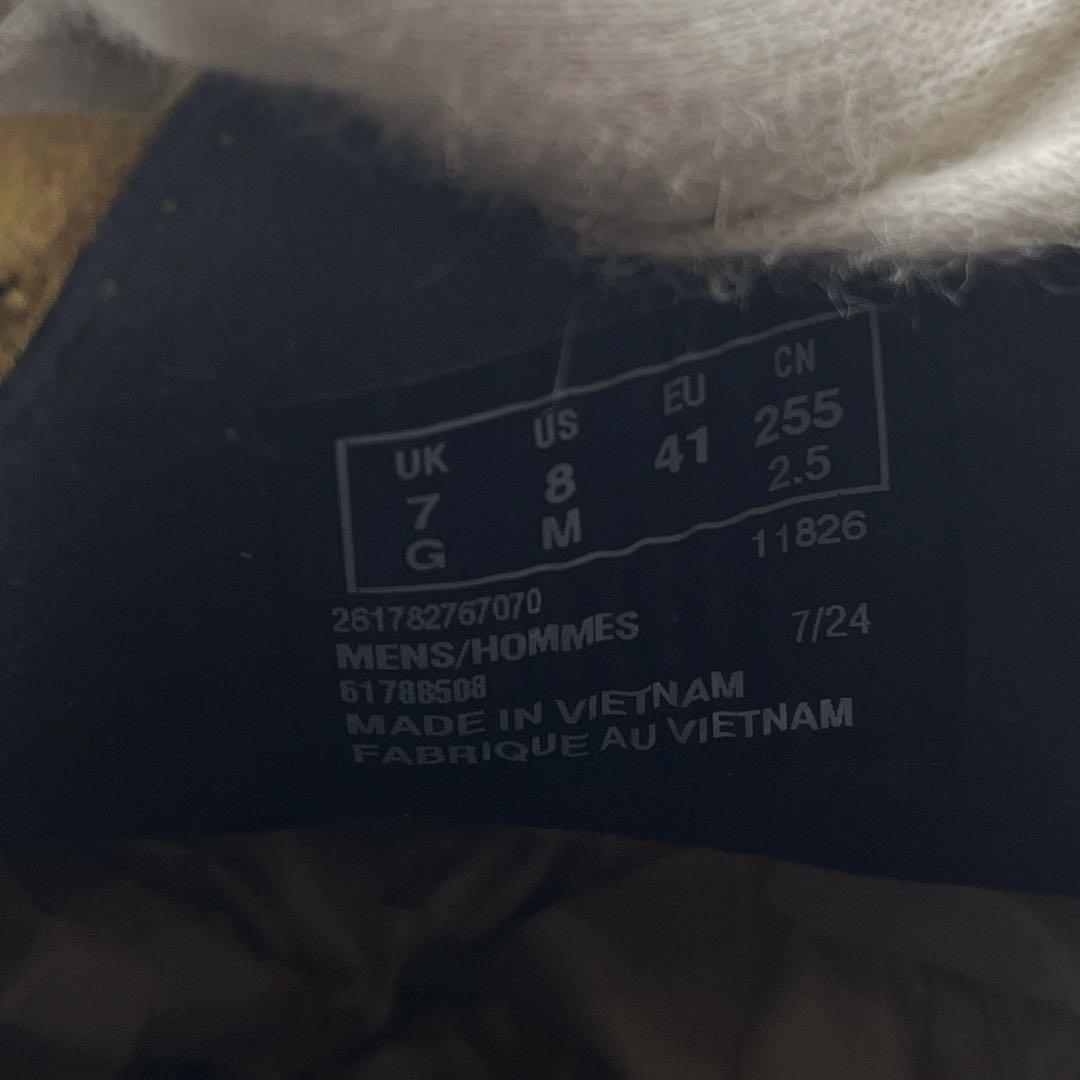 UK US EU CN
7 8 41 255
G M 2.5
11826
261782767070
MENS/HOMMES 7/24
61788508
MADE IN VIETNAM
FABRIQUE AU VIETNAM